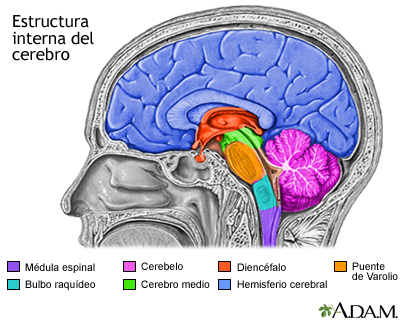 Estructura
interna del
cerebro
Médula espinal
Cerebelo
Diencéfalo
Puente
de Varolio
Bulbo raquídeo
Cerebro medio
Hemisferio cerebral
A.D.A.M.